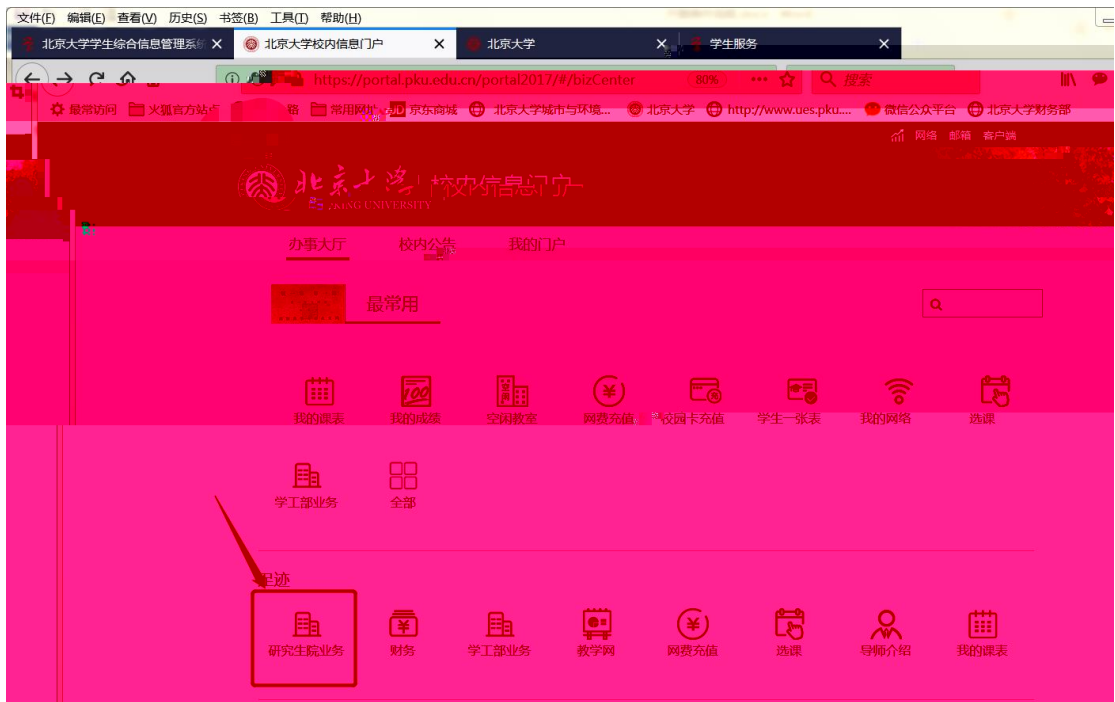 文件(F) 编辑(E) 查看(V) 历史(S) 书签(B) 工具(T) 帮助(H)
北京大学学生综合信息管理系统 北京大学校内信息门户 北京大学 学生服务
https://portal.pku.edu.cn/portal2017/#/bizCenter 80% 搜索
最常访问 火狐官方站点 常用网址 JD 京东商城 北京大学城市与环境... 北京大学 http://www.ues.pku.... 微信公众平台 北京大学财务部
网络 邮箱 客户端
北京大学 校内信息门户
PEKING UNIVERSITY
办事大厅 校内公告 我的门户
最常用
我的课表 我的成绩 空闲教室 网费充值 校园卡充值 学生一张表 我的网络 选课
学工部业务 全部
足迹
研究生院业务 财务 学工部业务 教学网 网费充值 选课 导师介绍 我的课表